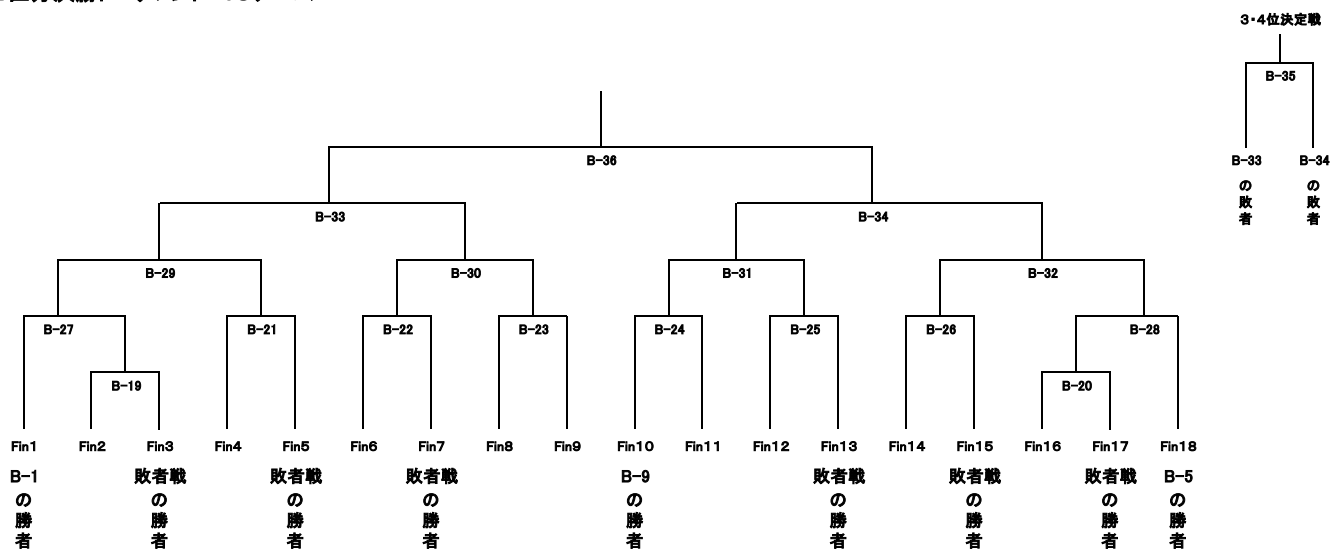 3・4位決定戦
B-35
B-33
の敗者
B-34
の敗者
B-36
B-33
B-34
B-29
B-30
B-31
B-32
B-27
B-21
B-22
B-23
B-24
B-25
B-26
B-28
B-19
B-20
Fin1
Fin2
Fin3
Fin4
Fin5
Fin6
Fin7
Fin8
Fin9
Fin10
Fin11
Fin12
Fin13
Fin14
Fin15
Fin16
Fin17
Fin18
B-1
の勝者
敗者戦
の勝者
敗者戦
の勝者
敗者戦
の勝者
B-9
の勝者
敗者戦
の勝者
敗者戦
の勝者
敗者戦
の勝者
B-5
の勝者